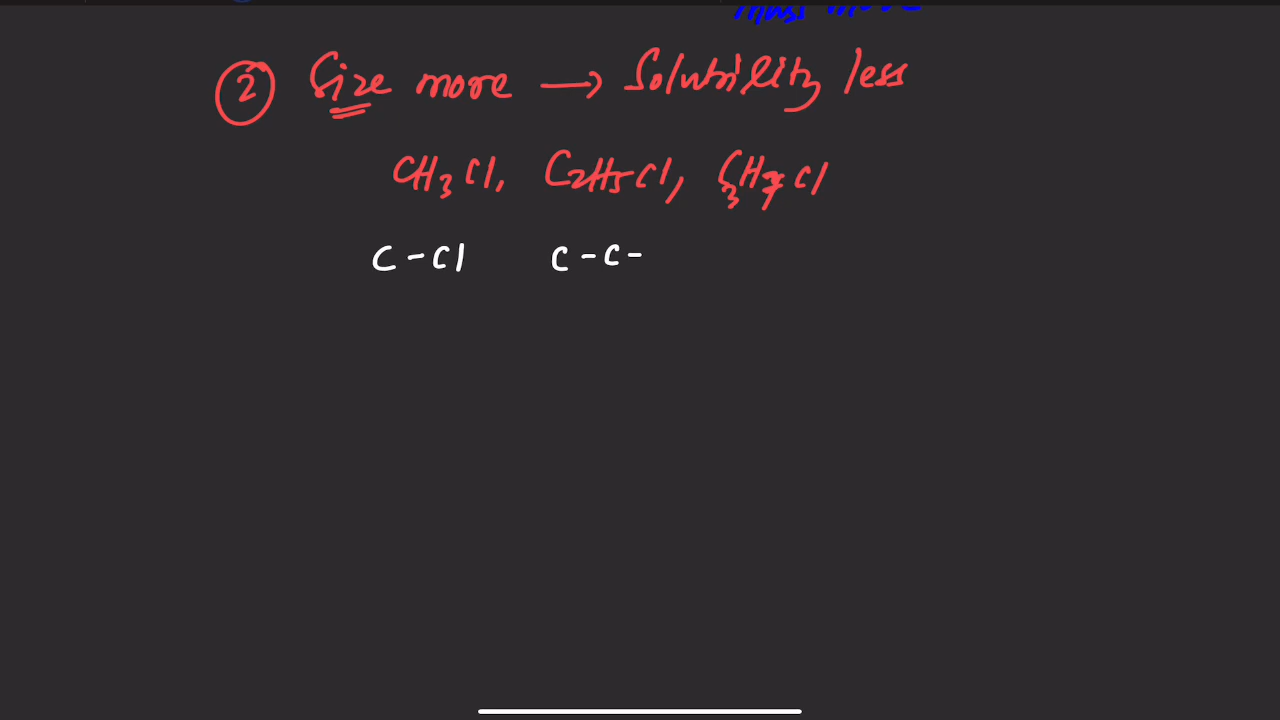 ② Size more → Solubility less
CH₃Cl, C₂H₅Cl, C₃H₇Cl
C-Cl C-C-